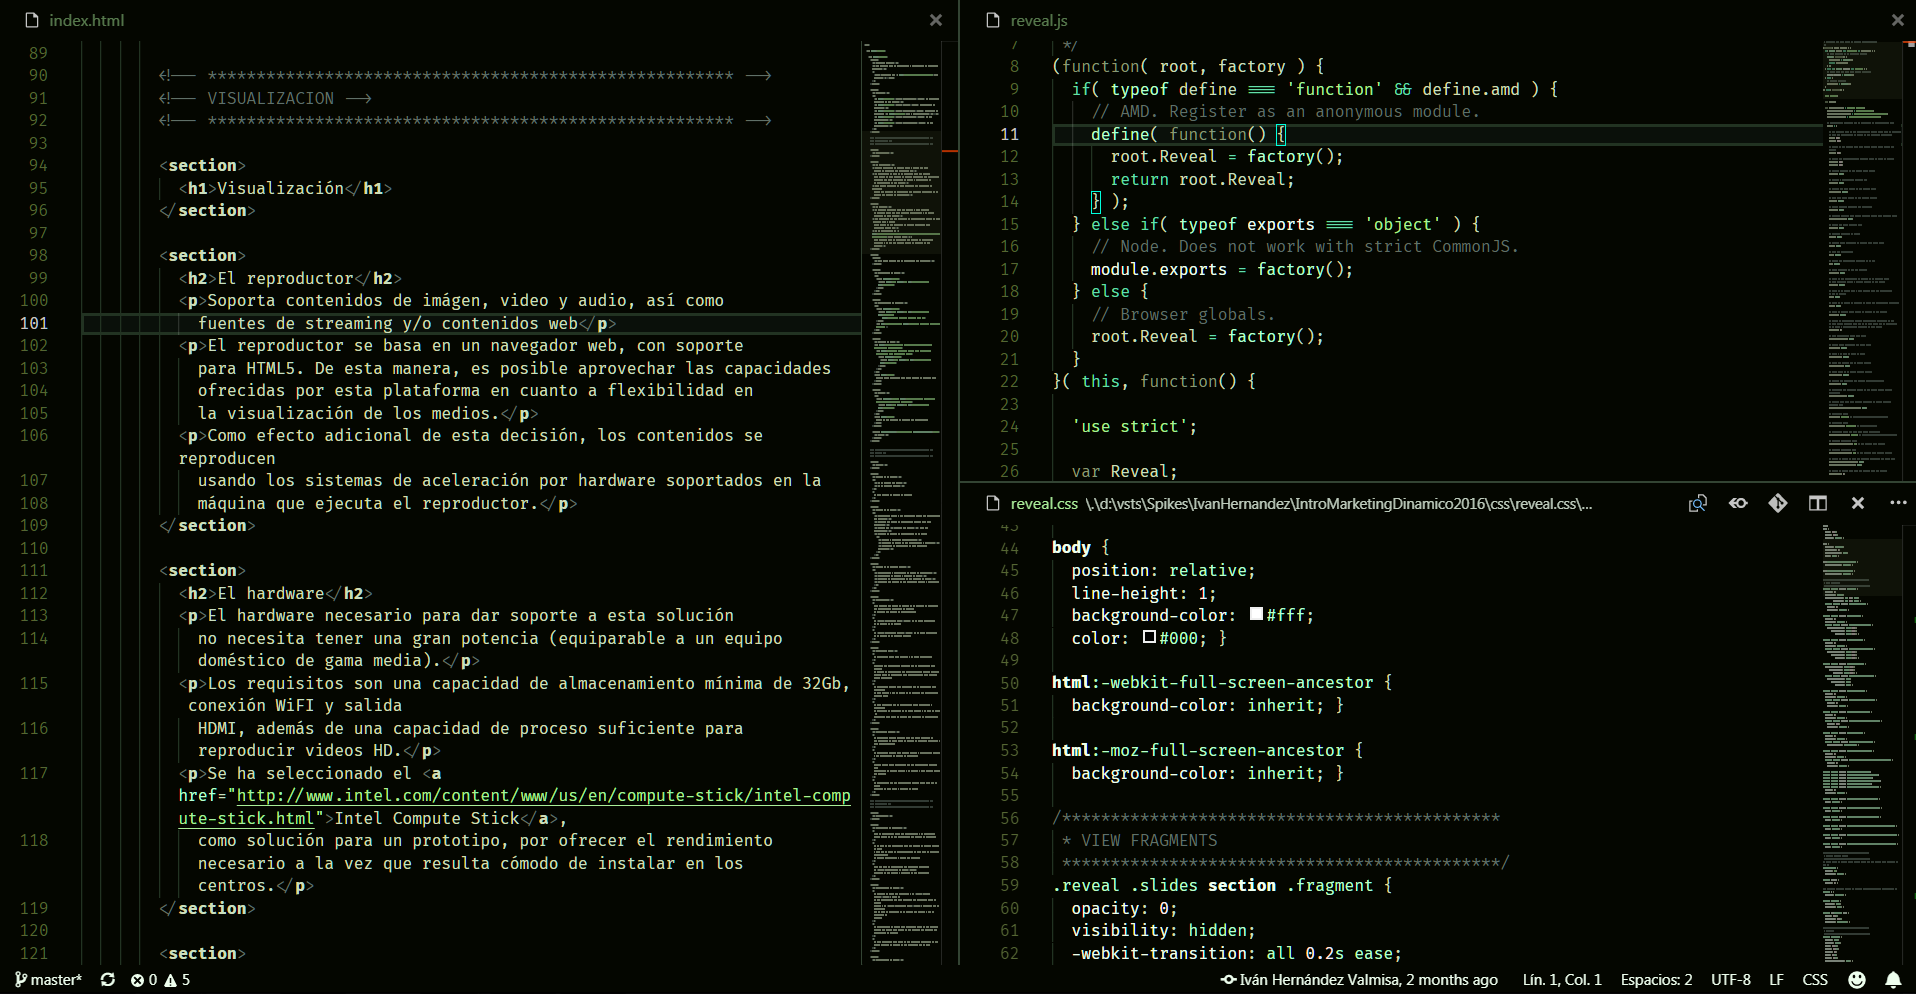 index.html
89
90 <!-- ****************************************************** -->
91 <!-- VISUALIZACION -->
92 <!-- ****************************************************** -->
93
94 <section>
95 <h1>Visualización</h1>
96 </section>
97
98 <section>
99 <h2>El reproductor</h2>
100 <p>Soporta contenidos de imágen, video y audio, así como
101 fuentes de streaming y/o contenidos web</p>
102 <p>El reproductor se basa en un navegador web, con soporte
103 para HTML5. De esta manera, es posible aprovechar las capacidades
104 ofrecidas por esta plataforma en cuanto a flexibilidad en
105 la visualización de los medios.</p>
106 <p>Como efecto adicional de esta decisión, los contenidos se
reproducen
107 usando los sistemas de aceleración por hardware soportados en la
108 máquina que ejecuta el reproductor.</p>
109 </section>
110
111 <section>
112 <h2>El hardware</h2>
113 <p>El hardware necesario para dar soporte a esta solución
114 no necesita tener una gran potencia (equiparable a un equipo
doméstico de gama media).</p>
115 <p>Los requisitos son una capacidad de almacenamiento mínima de 32Gb,
conexión WiFI y salida
116 HDMI, además de una capacidad de proceso suficiente para
reproducir videos HD.</p>
117 <p>Se ha seleccionado el <a
href="http://www.intel.com/content/www/us/en/compute-stick/intel-comp
ute-stick.html">Intel Compute Stick</a>,
118 como solución para un prototipo, por ofrecer el rendimiento
necesario a la vez que resulta cómodo de instalar en los
centros.</p>
119 </section>
120
121 <section>
reveal.js
7 */
8 (function( root, factory ) {
9 if( typeof define === 'function' && define.amd ) {
10 // AMD. Register as an anonymous module.
11 define( function() {
12 root.Reveal = factory();
13 return root.Reveal;
14 } );
15 } else if( typeof exports === 'object' ) {
16 // Node. Does not work with strict CommonJS.
17 module.exports = factory();
18 } else {
19 // Browser globals.
20 root.Reveal = factory();
21 }
22 }( this, function() {
23
24 'use strict';
25
26 var Reveal;
reveal.css \.\d:\vsts\Spikes\IvanHernandez\IntroMarketingDinamico2016\css\reveal.css\...
43
44 body {
45 position: relative;
46 line-height: 1;
47 background-color: #fff;
48 color: #000; }
49
50 html:-webkit-full-screen-ancestor {
51 background-color: inherit; }
52
53 html:-moz-full-screen-ancestor {
54 background-color: inherit; }
55
56 /*********************************************
57 * VIEW FRAGMENTS
58 *********************************************/
59 .reveal .slides section .fragment {
60 opacity: 0;
61 visibility: hidden;
62 -webkit-transition: all 0.2s ease;
master* 0 5 Iván Hernández Valmisa, 2 months ago Lín. 1, Col. 1 Espacios: 2 UTF-8 LF CSS